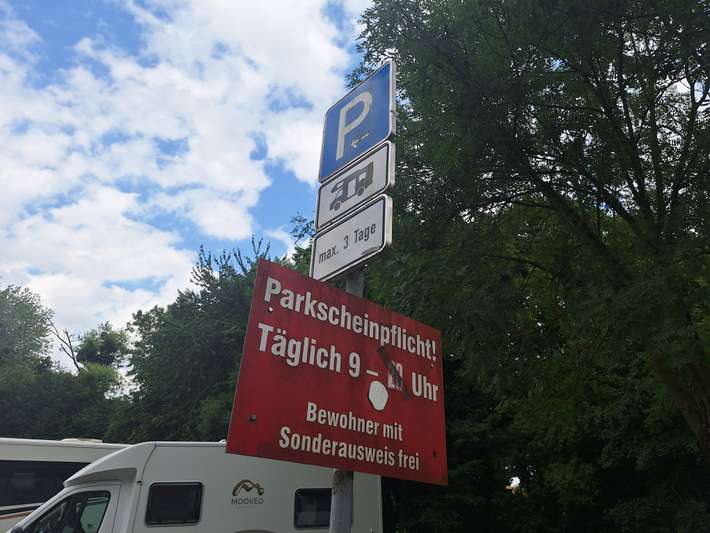 P
max. 3 Tage
Parkscheinpflicht!
Täglich 9 – Uhr
Bewohner mit
Sonderausweis frei
MOOVEO